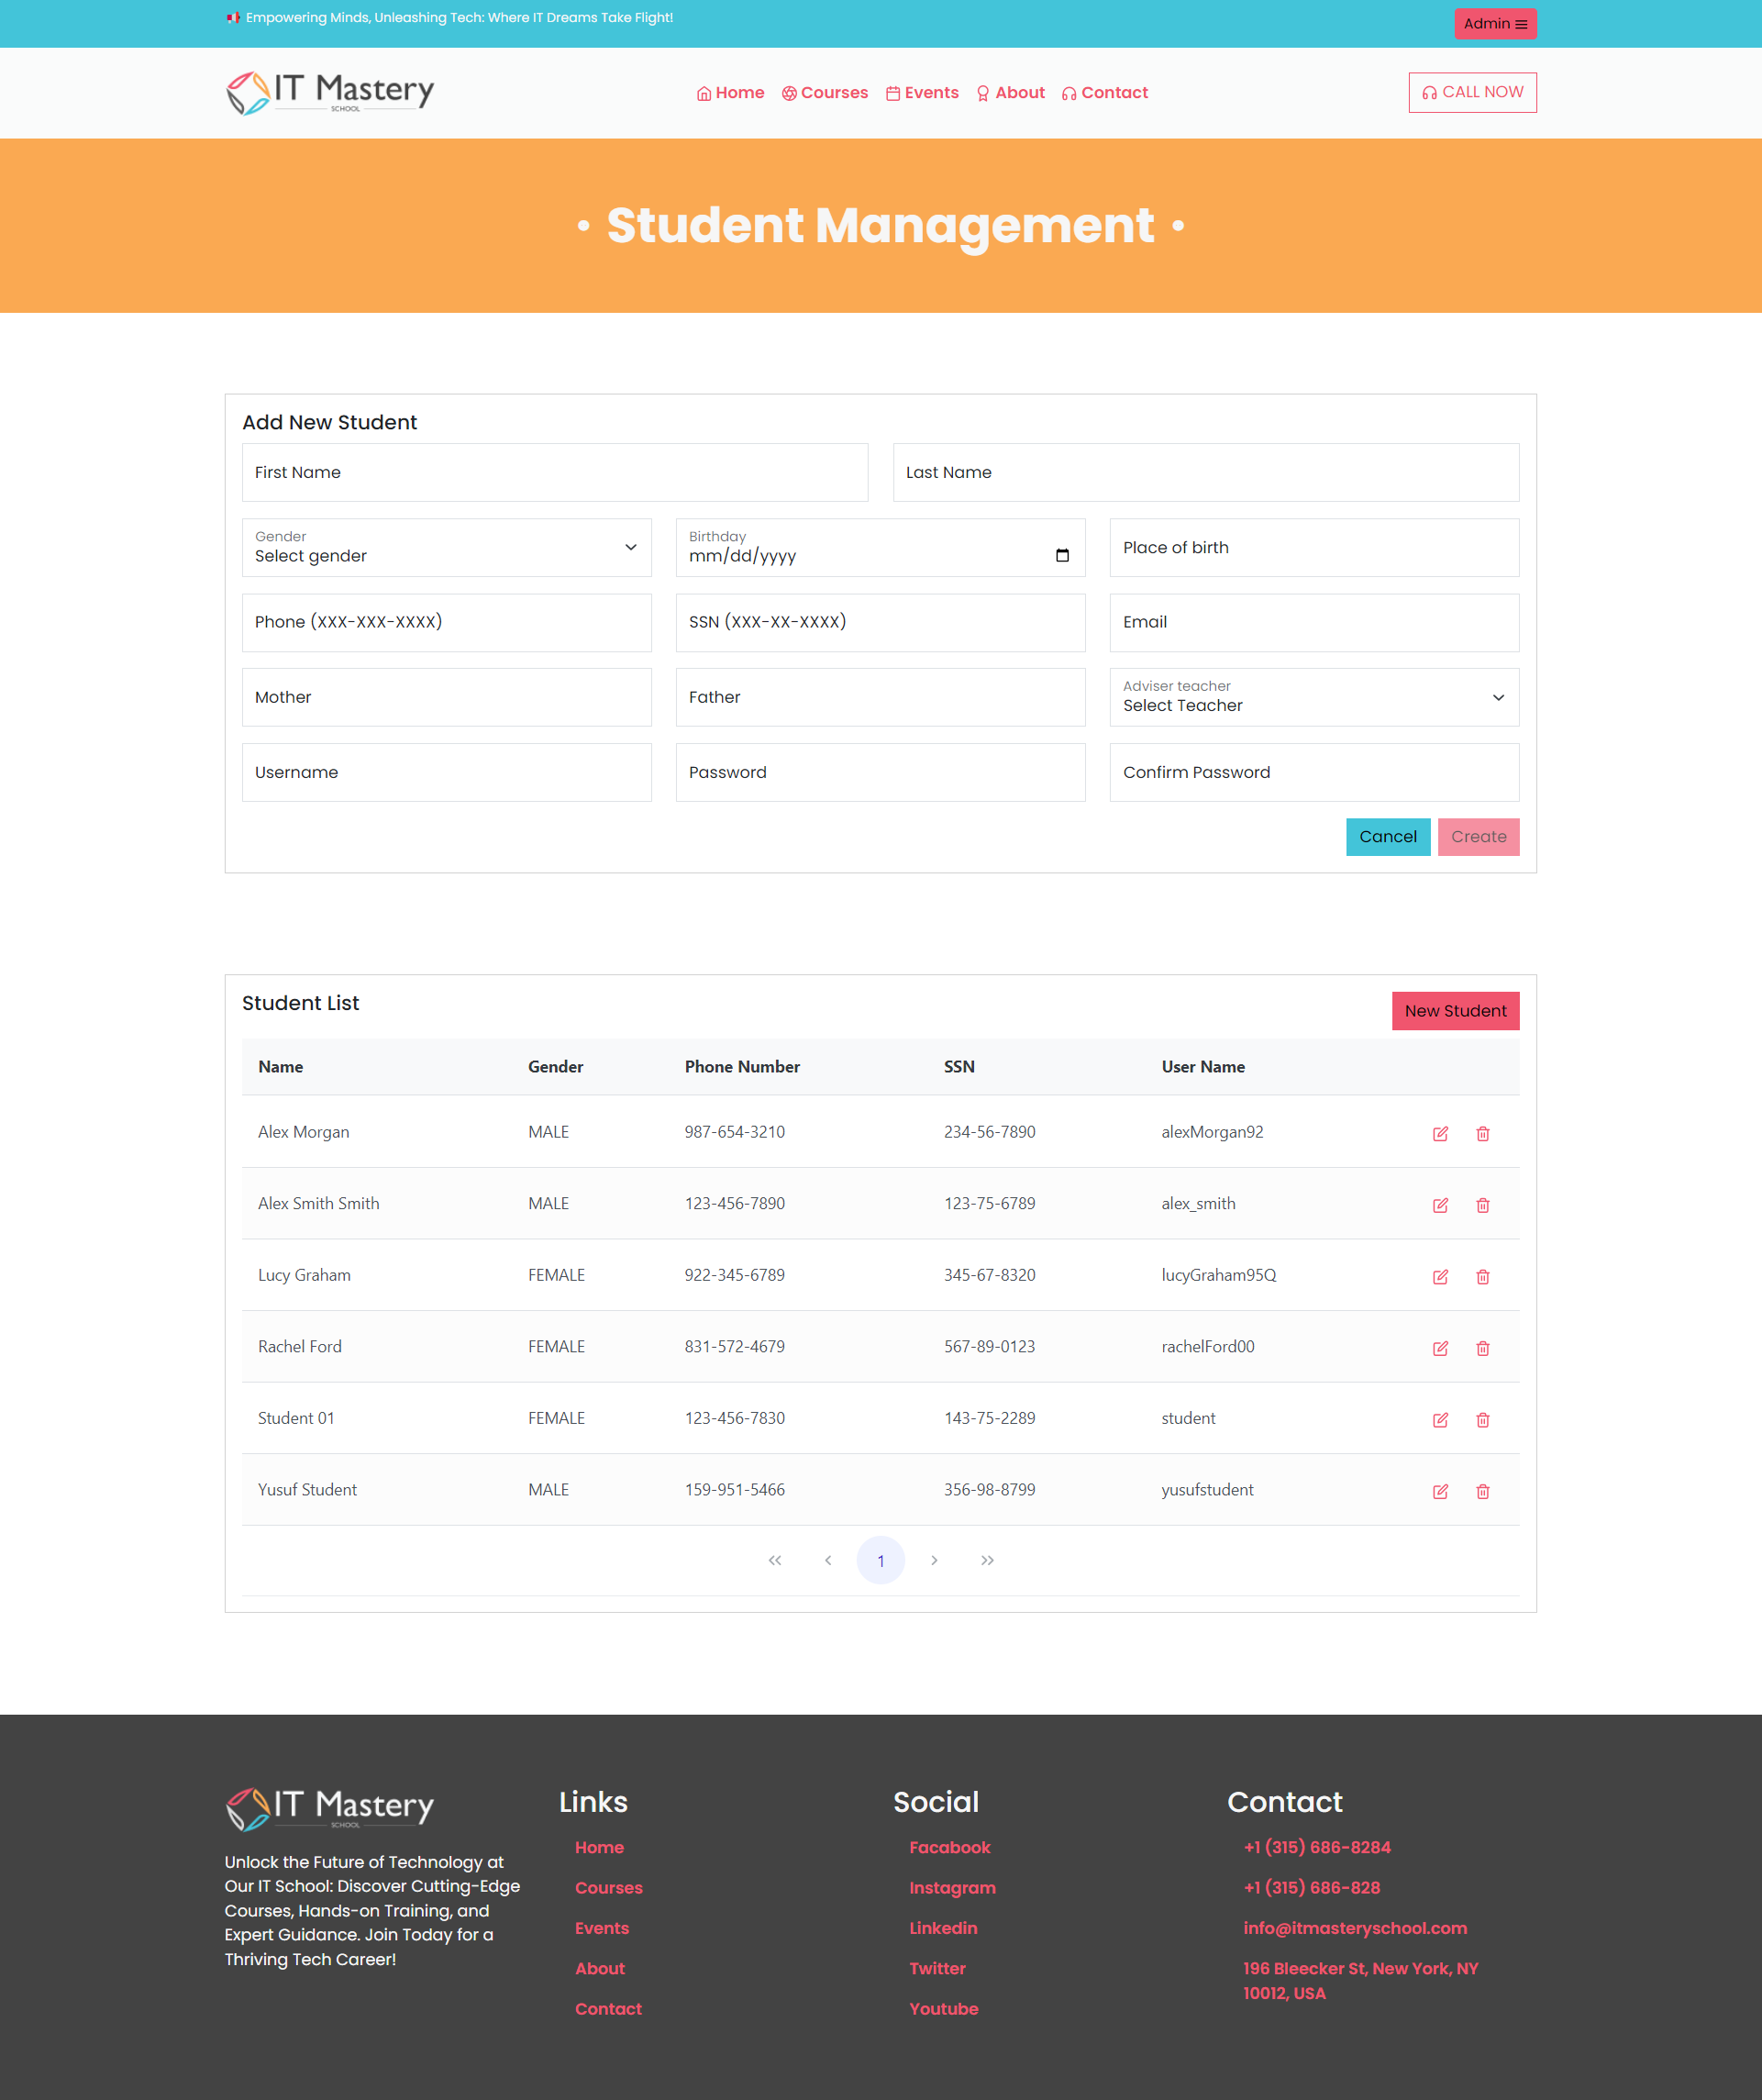 Empowering Minds, Unleashing Tech: Where IT Dreams Take Flight!
Admin
IT Mastery
SCHOOL
Home Courses Events About Contact
CALL NOW
• Student Management •
Add New Student
First Name Last Name
Gender
Select gender
Birthday
mm/dd/yyyy
Place of birth
Phone (XXX-XXX-XXXX) SSN (XXX-XX-XXXX) Email
Mother Father
Adviser teacher
Select Teacher
Username Password Confirm Password
Cancel Create
Student List
New Student
Name Gender Phone Number SSN User Name
Alex Morgan MALE 987-654-3210 234-56-7890 alexMorgan92
Alex Smith Smith MALE 123-456-7890 123-75-6789 alex_smith
Lucy Graham FEMALE 922-345-6789 345-67-8320 lucyGraham95Q
Rachel Ford FEMALE 831-572-4679 567-89-0123 rachelFord00
Student 01 FEMALE 123-456-7830 143-75-2289 student
Yusuf Student MALE 159-951-5466 356-98-8799 yusufstudent
1
IT Mastery
SCHOOL
Unlock the Future of Technology at
Our IT School: Discover Cutting-Edge
Courses, Hands-on Training, and
Expert Guidance. Join Today for a
Thriving Tech Career!
Links
Home
Courses
Events
About
Contact
Social
Facabook
Instagram
Linkedin
Twitter
Youtube
Contact
+1 (315) 686-8284
+1 (315) 686-828
info@itmasteryschool.com
196 Bleecker St, New York, NY
10012, USA